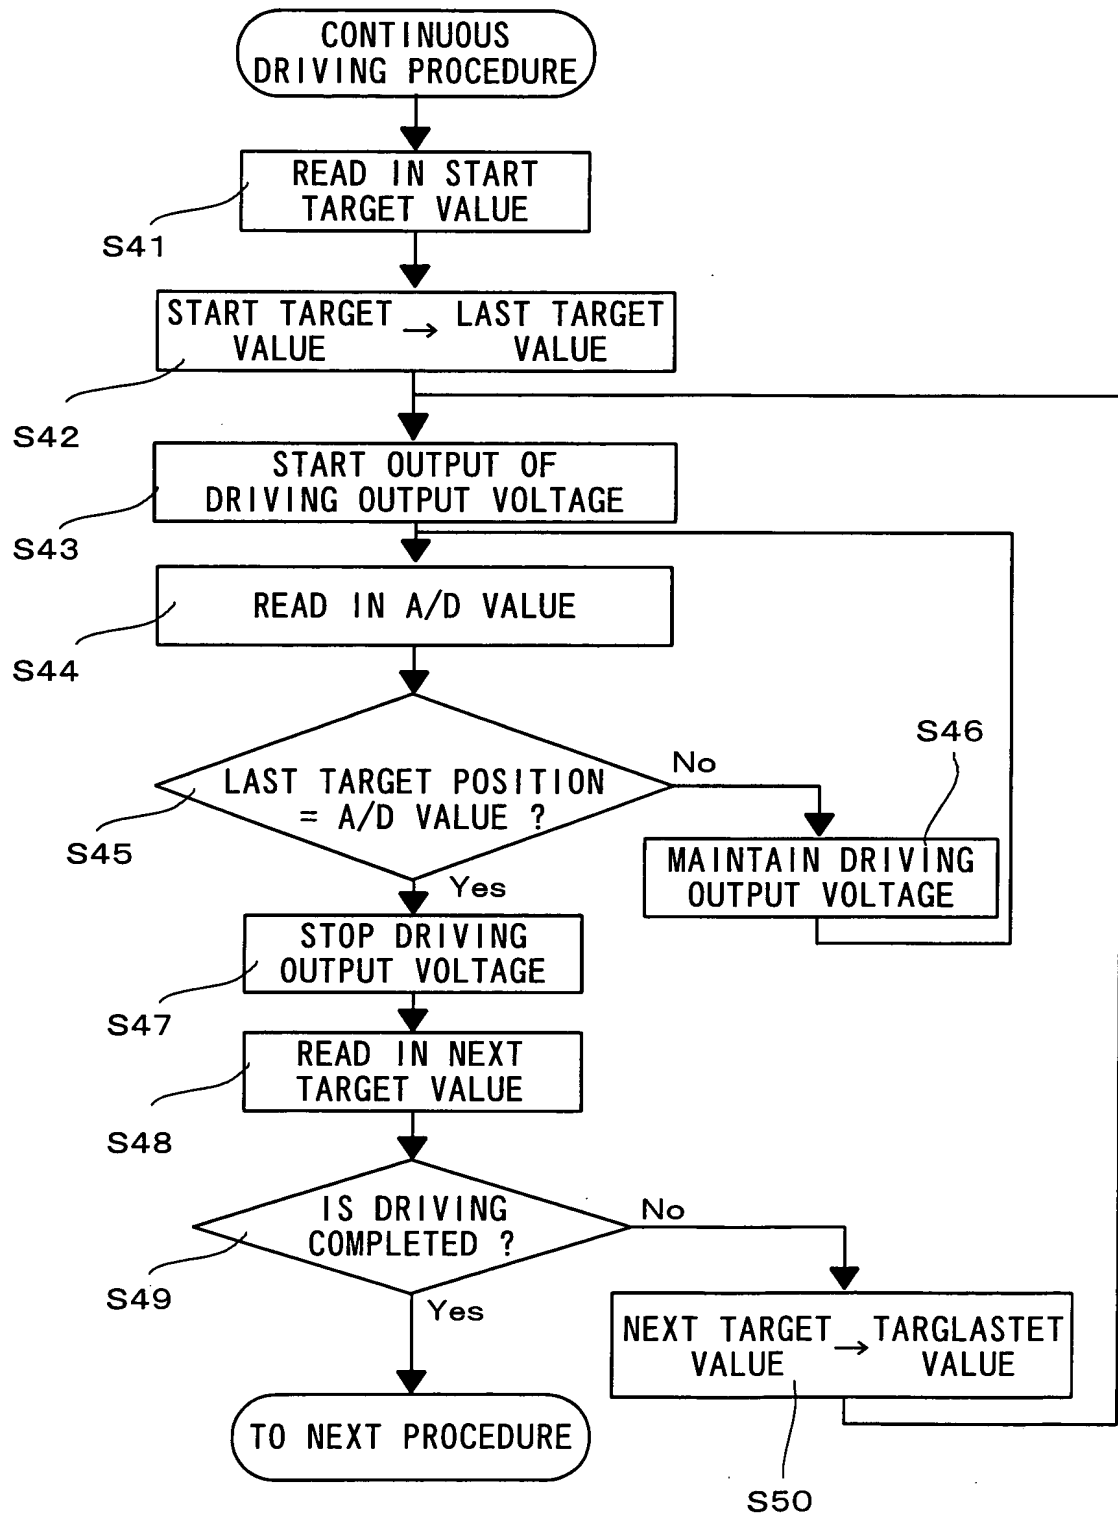 CONTINUOUS
DRIVING PROCEDURE
READ IN START
TARGET VALUE
S41
START TARGET → LAST TARGET
VALUE VALUE
S42
START OUTPUT OF
DRIVING OUTPUT VOLTAGE
S43
READ IN A/D VALUE
S44
S46
No
LAST TARGET POSITION
= A/D VALUE ?
S45
MAINTAIN DRIVING
OUTPUT VOLTAGE
Yes
STOP DRIVING
OUTPUT VOLTAGE
S47
READ IN NEXT
TARGET VALUE
S48
No
IS DRIVING
COMPLETED ?
S49
Yes
NEXT TARGET → TARGLASTET
VALUE VALUE
TO NEXT PROCEDURE
S50